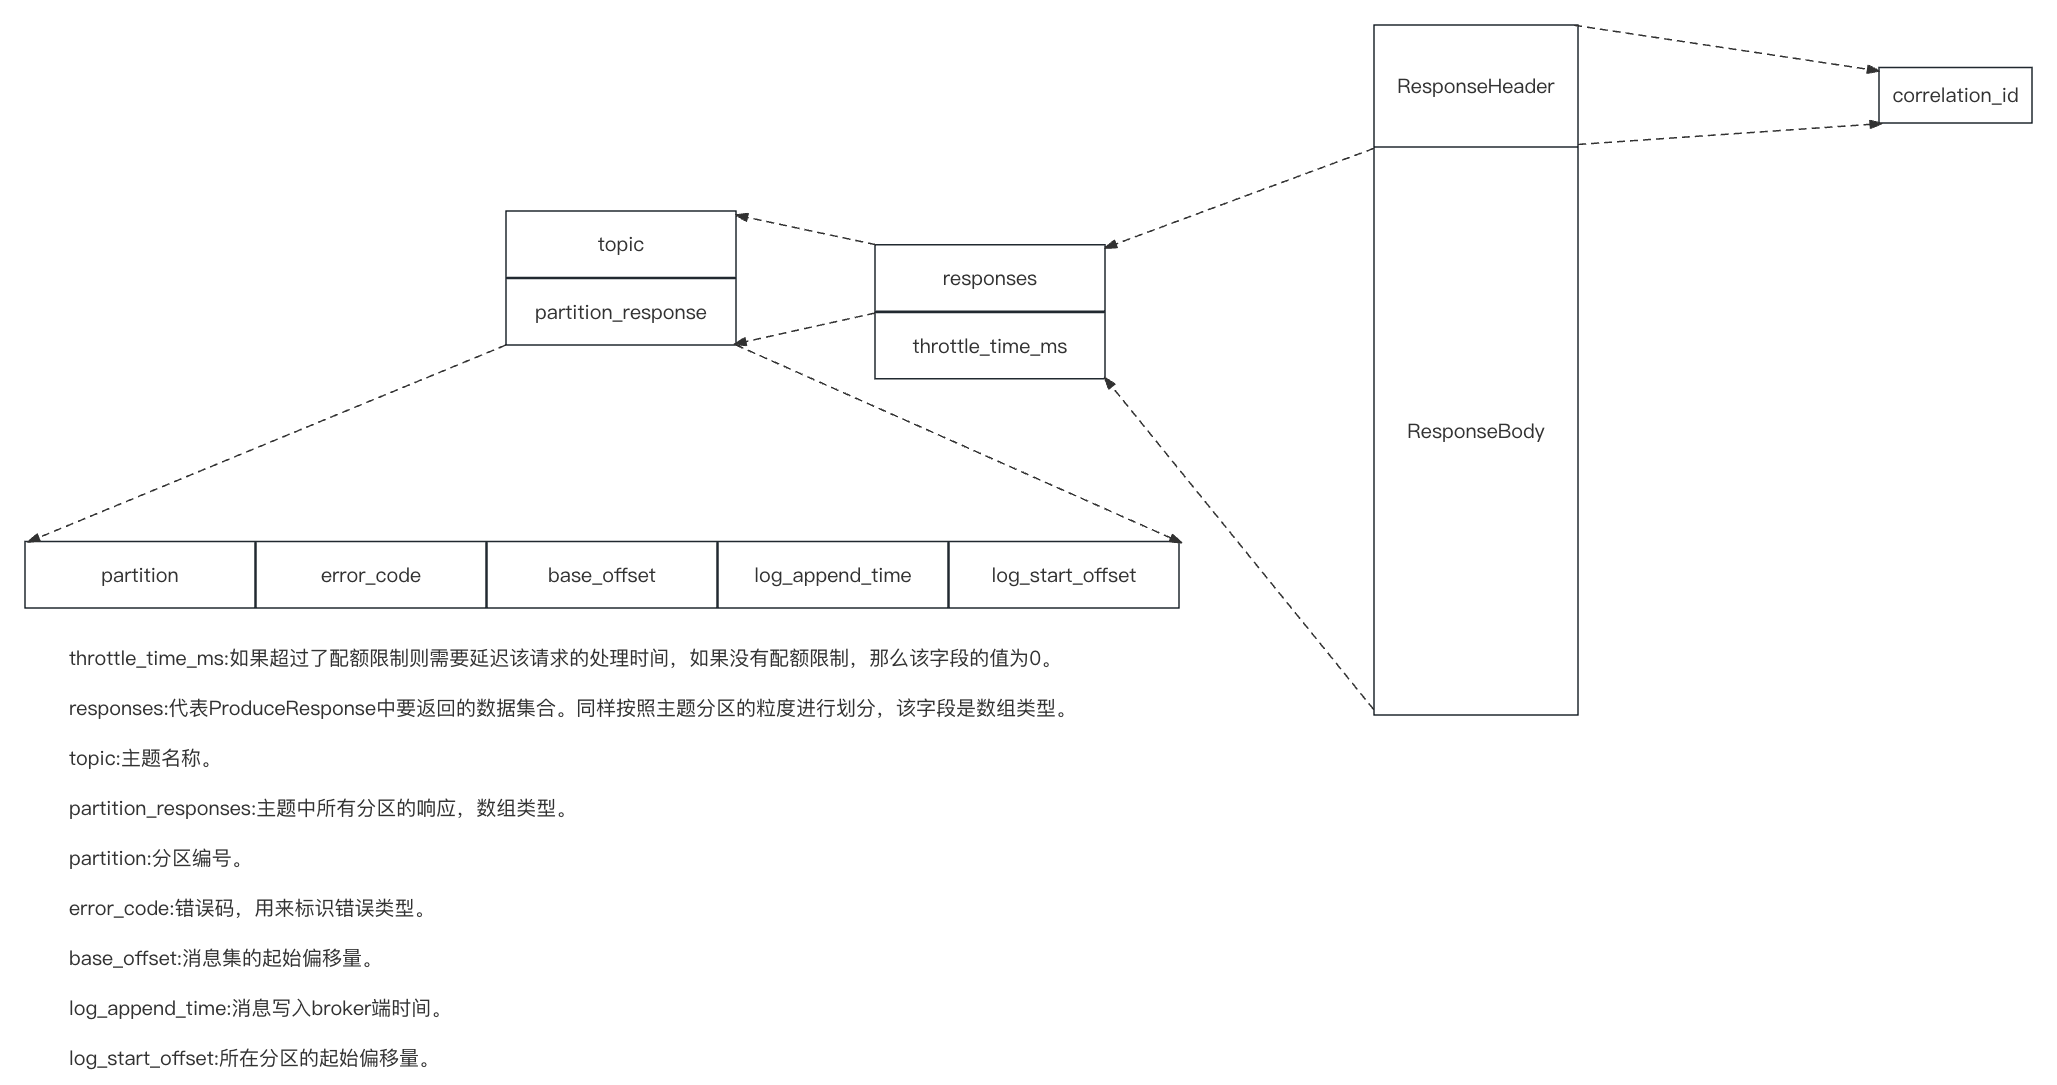 ResponseHeader
correlation_id
topic
responses
partition_response
throttle_time_ms
ResponseBody
partition
error_code
base_offset
log_append_time
log_start_offset
throttle_time_ms:如果超过了配额限制则需要延迟该请求的处理时间，如果没有配额限制，那么该字段的值为0。
responses:代表ProduceResponse中要返回的数据集合。同样按照主题分区的粒度进行划分，该字段是数组类型。
topic:主题名称。
partition_responses:主题中所有分区的响应，数组类型。
partition:分区编号。
error_code:错误码，用来标识错误类型。
base_offset:消息集的起始偏移量。
log_append_time:消息写入broker端时间。
log_start_offset:所在分区的起始偏移量。